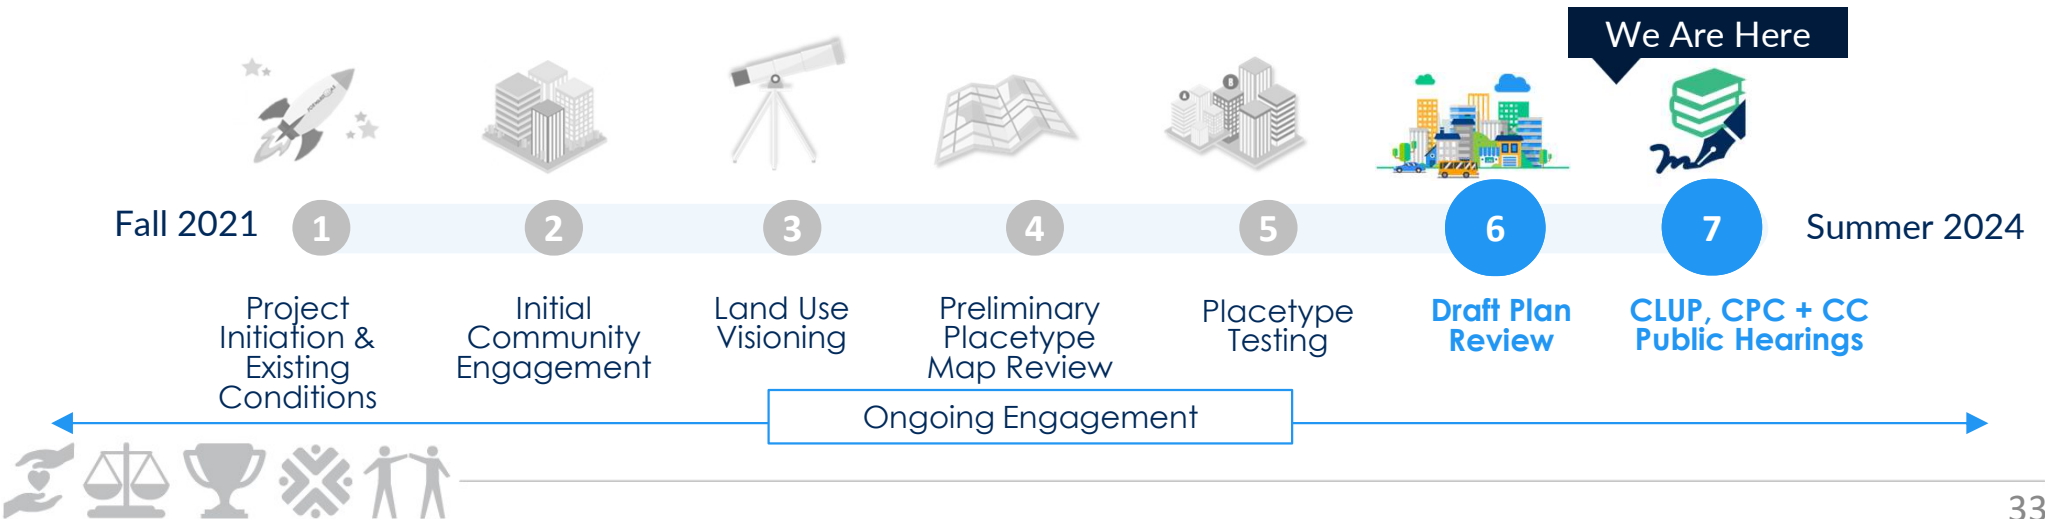 We Are Here
Fall 2021
1
2
3
4
5
6
7
Summer 2024
Project
Initiation &
Existing
Conditions
Initial
Community
Engagement
Land Use
Visioning
Preliminary
Placetype
Map Review
Placetype
Testing
Draft Plan
Review
CLUP, CPC + CC
Public Hearings
Ongoing Engagement
33